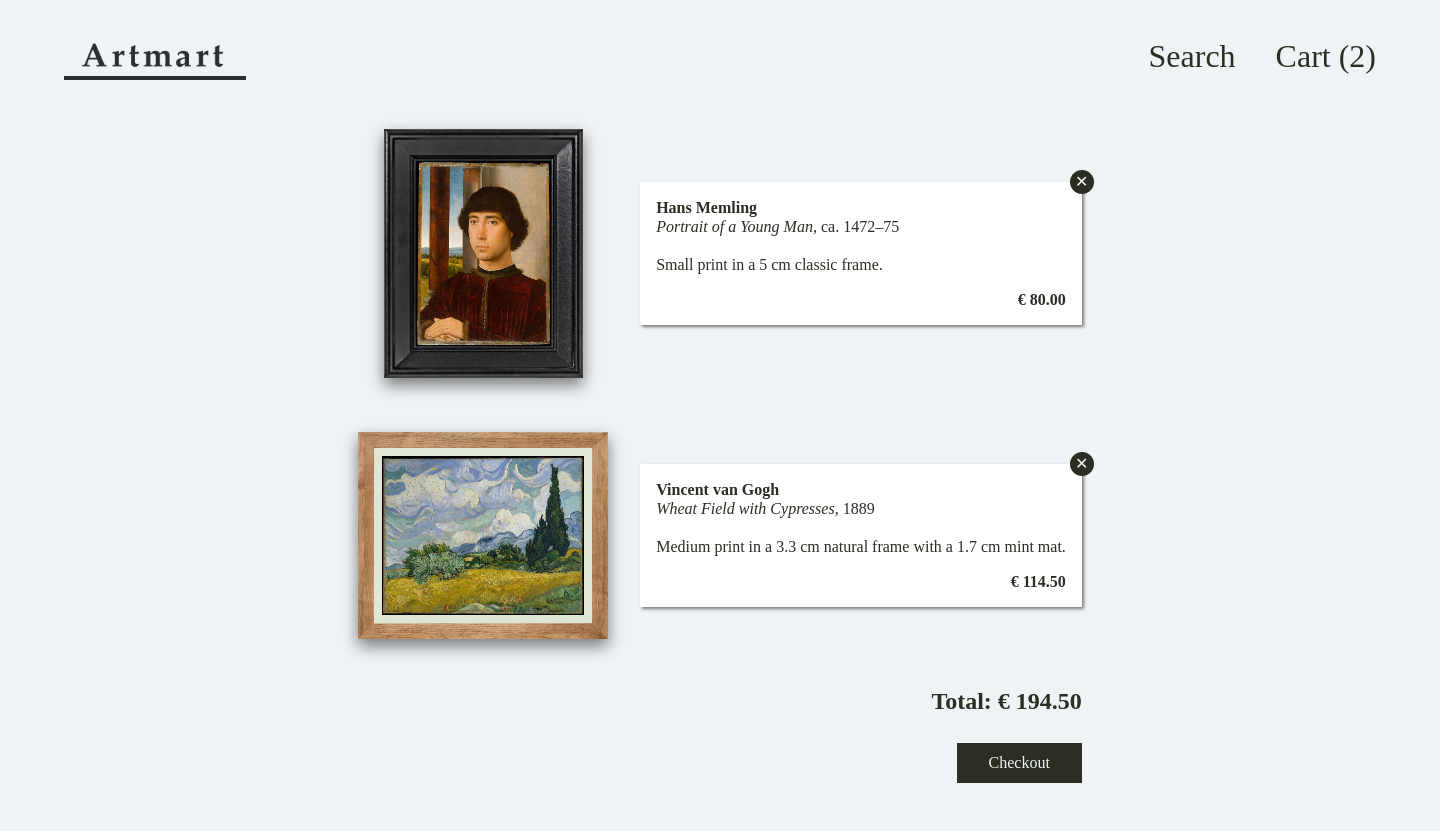 Artmart
Search Cart (2)
✕
Hans Memling
Portrait of a Young Man, ca. 1472–75
Small print in a 5 cm classic frame.
€ 80.00
✕
Vincent van Gogh
Wheat Field with Cypresses, 1889
Medium print in a 3.3 cm natural frame with a 1.7 cm mint mat.
€ 114.50
Total: € 194.50
Checkout